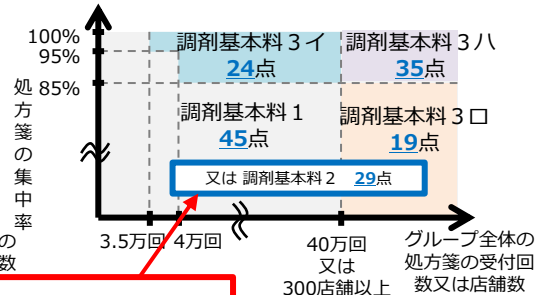 100%
95%
85%
処方箋の集中率
調剤基本料３イ
24点
調剤基本料３ハ
35点
調剤基本料１
45点
調剤基本料３ロ
19点
又は 調剤基本料２ 29点
の
数
3.5万回
4万回
40万回
又は
300店舗以上
グループ全体の
処方箋の受付回
数又は店舗数